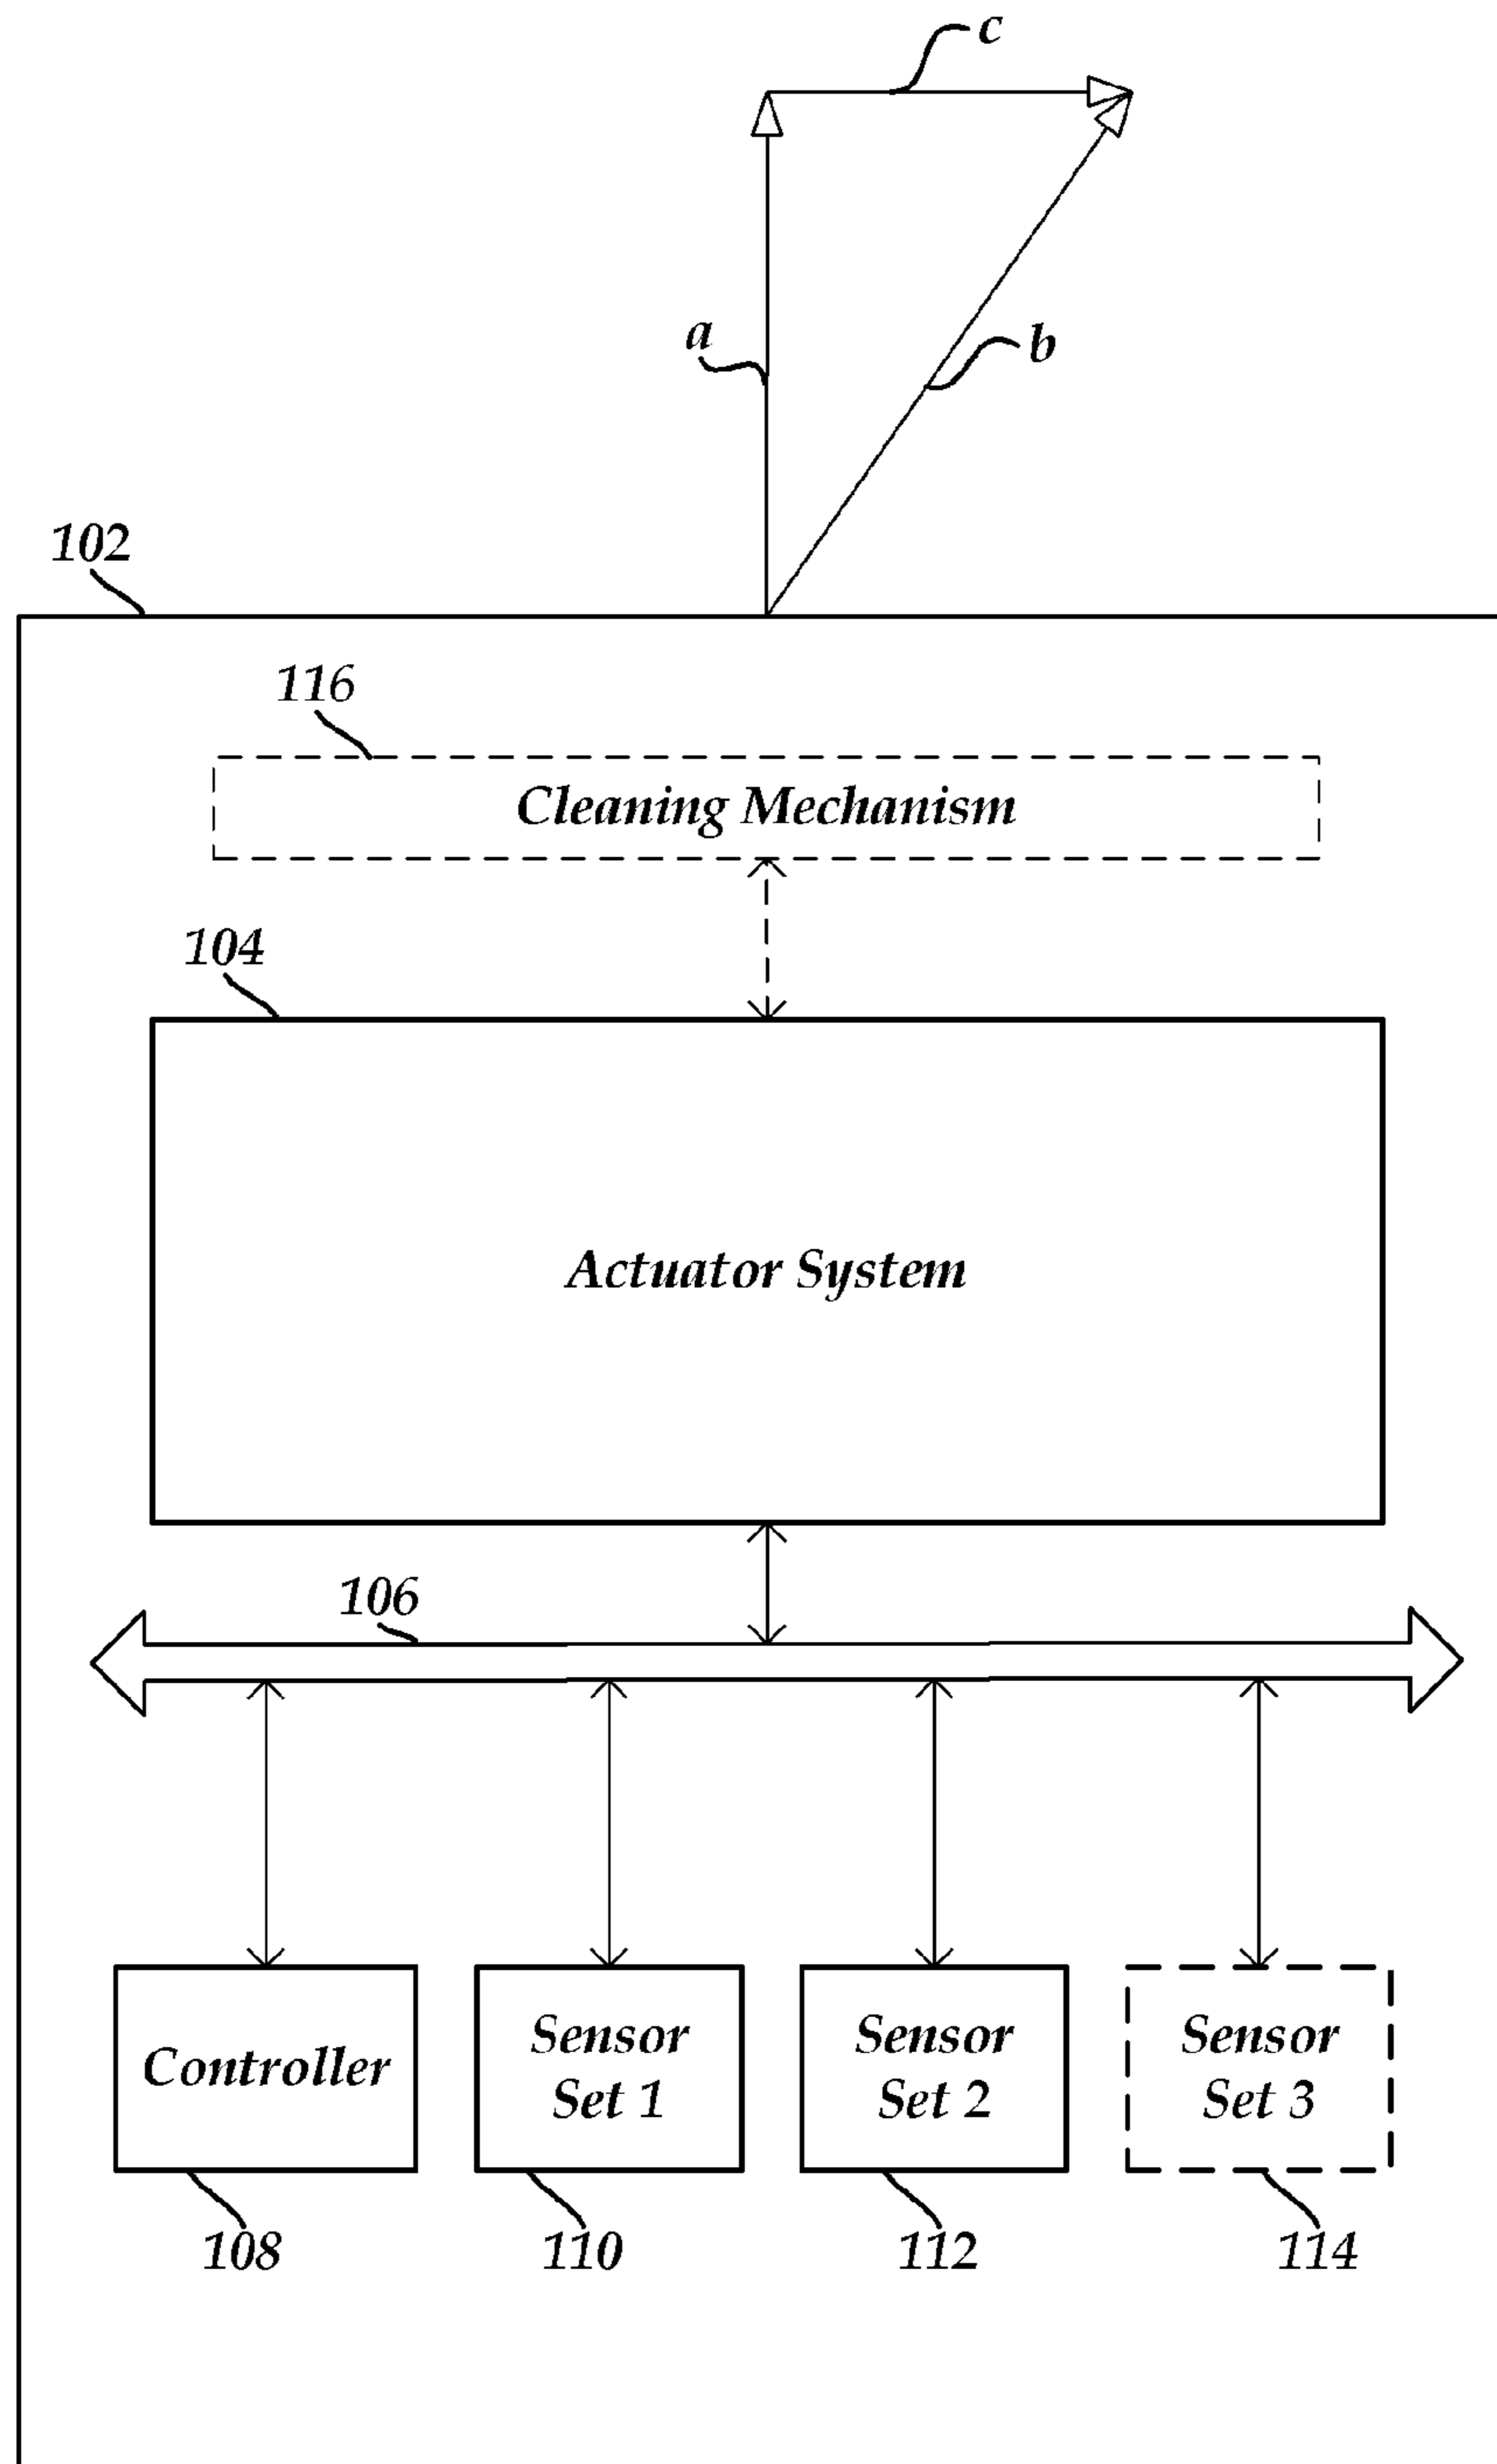 c
a
b
102
116
Cleaning Mechanism
104
Actuator System
106
Controller
Sensor
Set 1
Sensor
Set 2
Sensor
Set 3
108
110
112
114